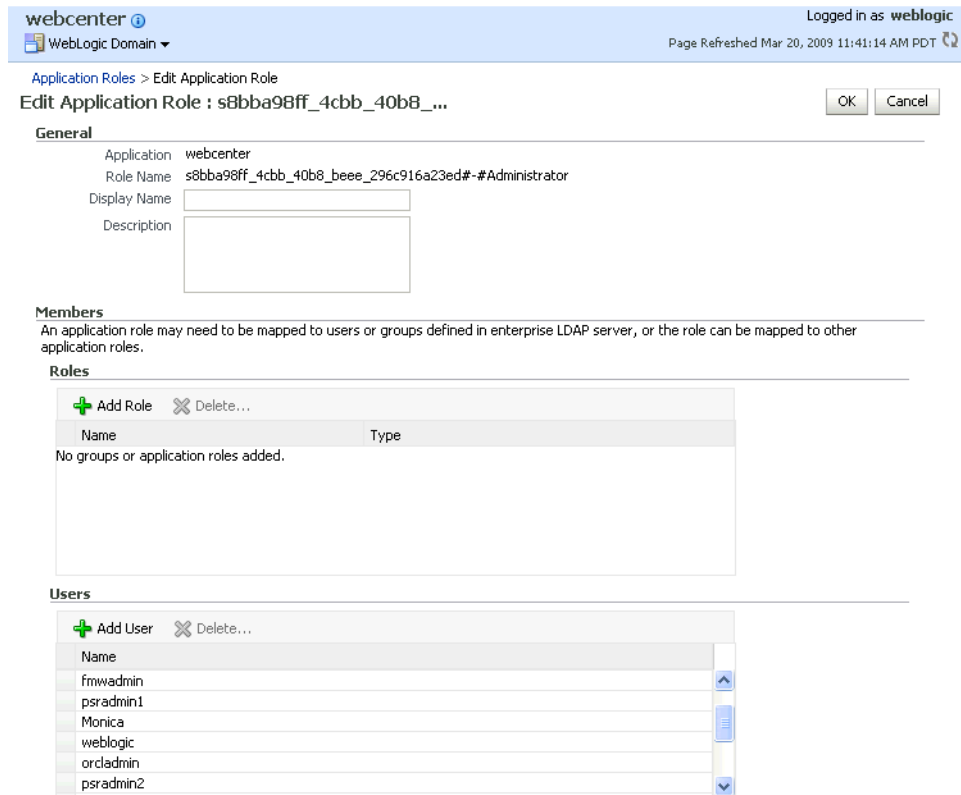 webcenter
Logged in as weblogic
WebLogic Domain
Page Refreshed Mar 20, 2009 11:41:14 AM PDT
Application Roles > Edit Application Role
Edit Application Role : s8bba98ff_4cbb_40b8_...
OK Cancel
General
Application webcenter
Role Name s8bba98ff_4cbb_40b8_beee_296c916a23ed#-#Administrator
Display Name
Description
Members
An application role may need to be mapped to users or groups defined in enterprise LDAP server, or the role can be mapped to other
application roles.
Roles
Add Role Delete...
Name Type
No groups or application roles added.
Users
Add User Delete...
Name
fmwadmin
psradmin1
Monica
weblogic
orcladmin
psradmin2